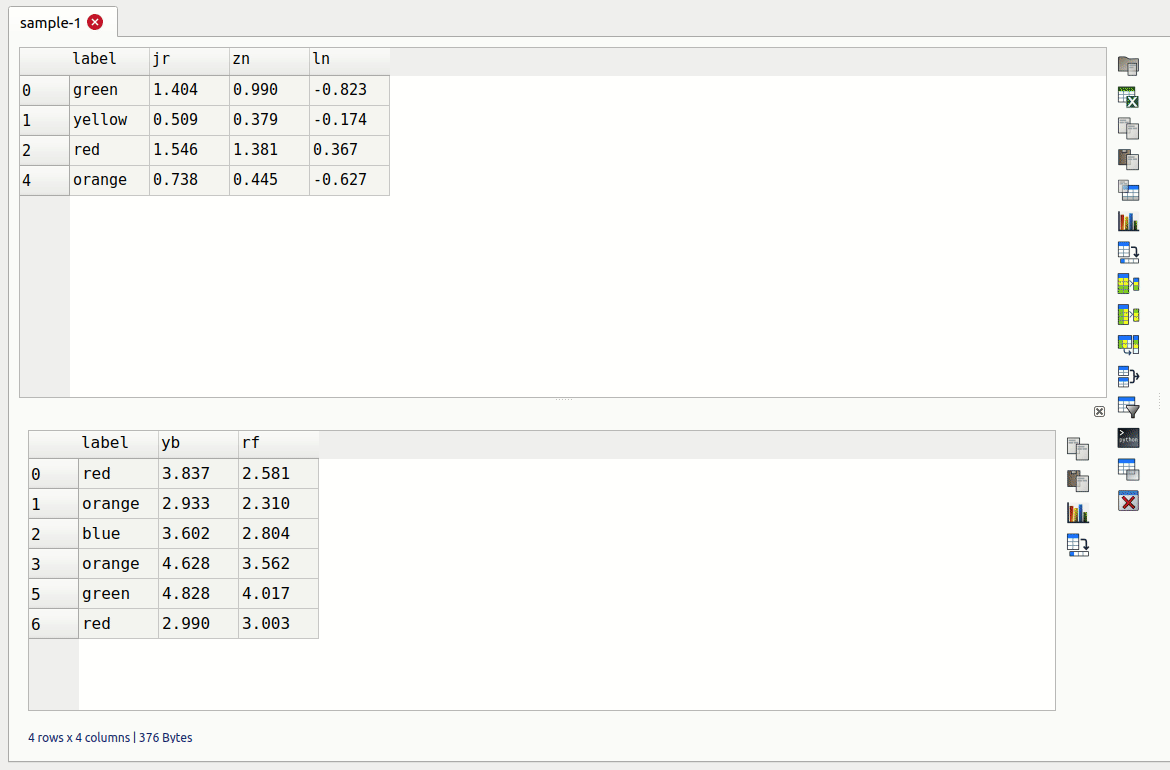 sample-1
label jr zn ln
0 green 1.404 0.990 -0.823
1 yellow 0.509 0.379 -0.174
2 red 1.546 1.381 0.367
4 orange 0.738 0.445 -0.627
label yb rf
0 red 3.837 2.581
1 orange 2.933 2.310
2 blue 3.602 2.804
3 orange 4.628 3.562
5 green 4.828 4.017
6 red 2.990 3.003
python
4 rows x 4 columns | 376 Bytes